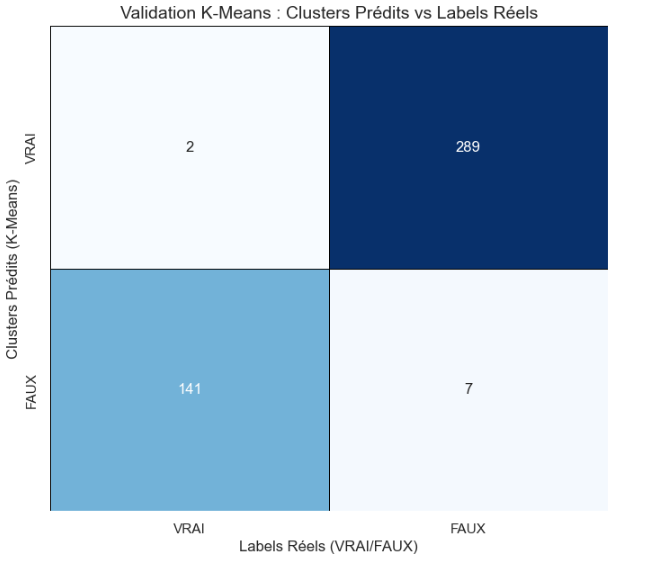 Validation K-Means : Clusters Prédits vs Labels Réels
Clusters Prédits (K-Means)
VRAI
2
289
FAUX
141
7
VRAI
FAUX
Labels Réels (VRAI/FAUX)